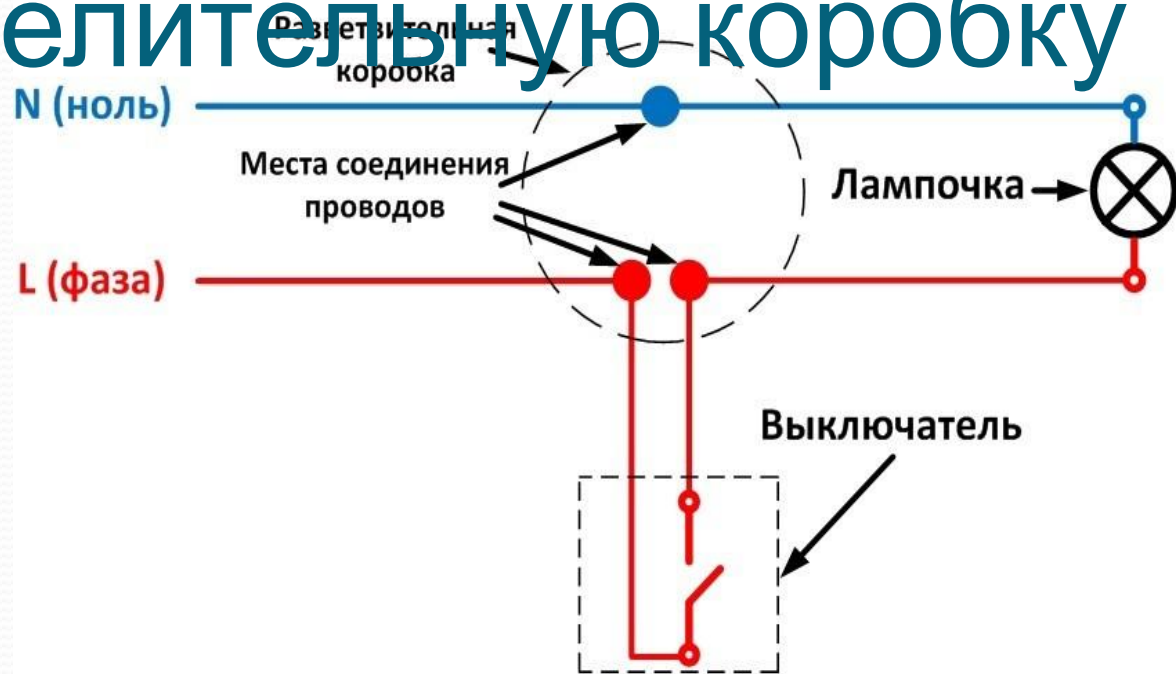 елительную коробку
Разветвительная
коробка
N (ноль)
Места соединения
проводов
Лампочка
L (фаза)
Выключатель